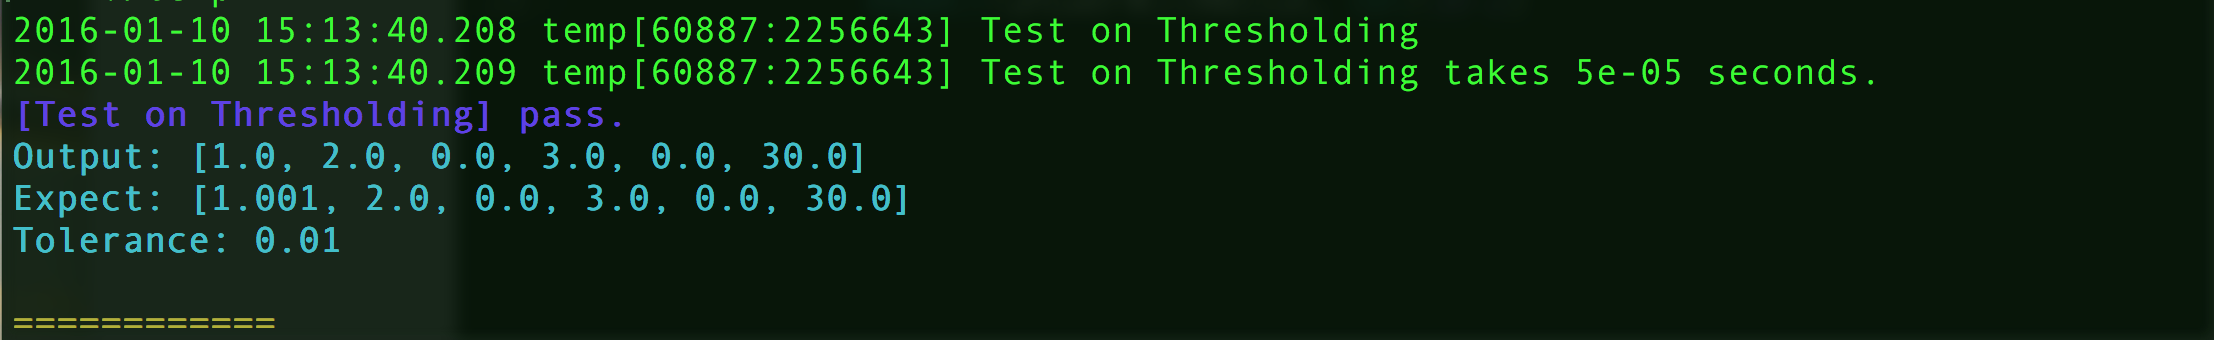 2016-01-10 15:13:40.208 temp[60887:2256643] Test on Thresholding
2016-01-10 15:13:40.209 temp[60887:2256643] Test on Thresholding takes 5e-05 seconds.
[Test on Thresholding] pass.
Output: [1.0, 2.0, 0.0, 3.0, 0.0, 30.0]
Expect: [1.001, 2.0, 0.0, 3.0, 0.0, 30.0]
Tolerance: 0.01
============